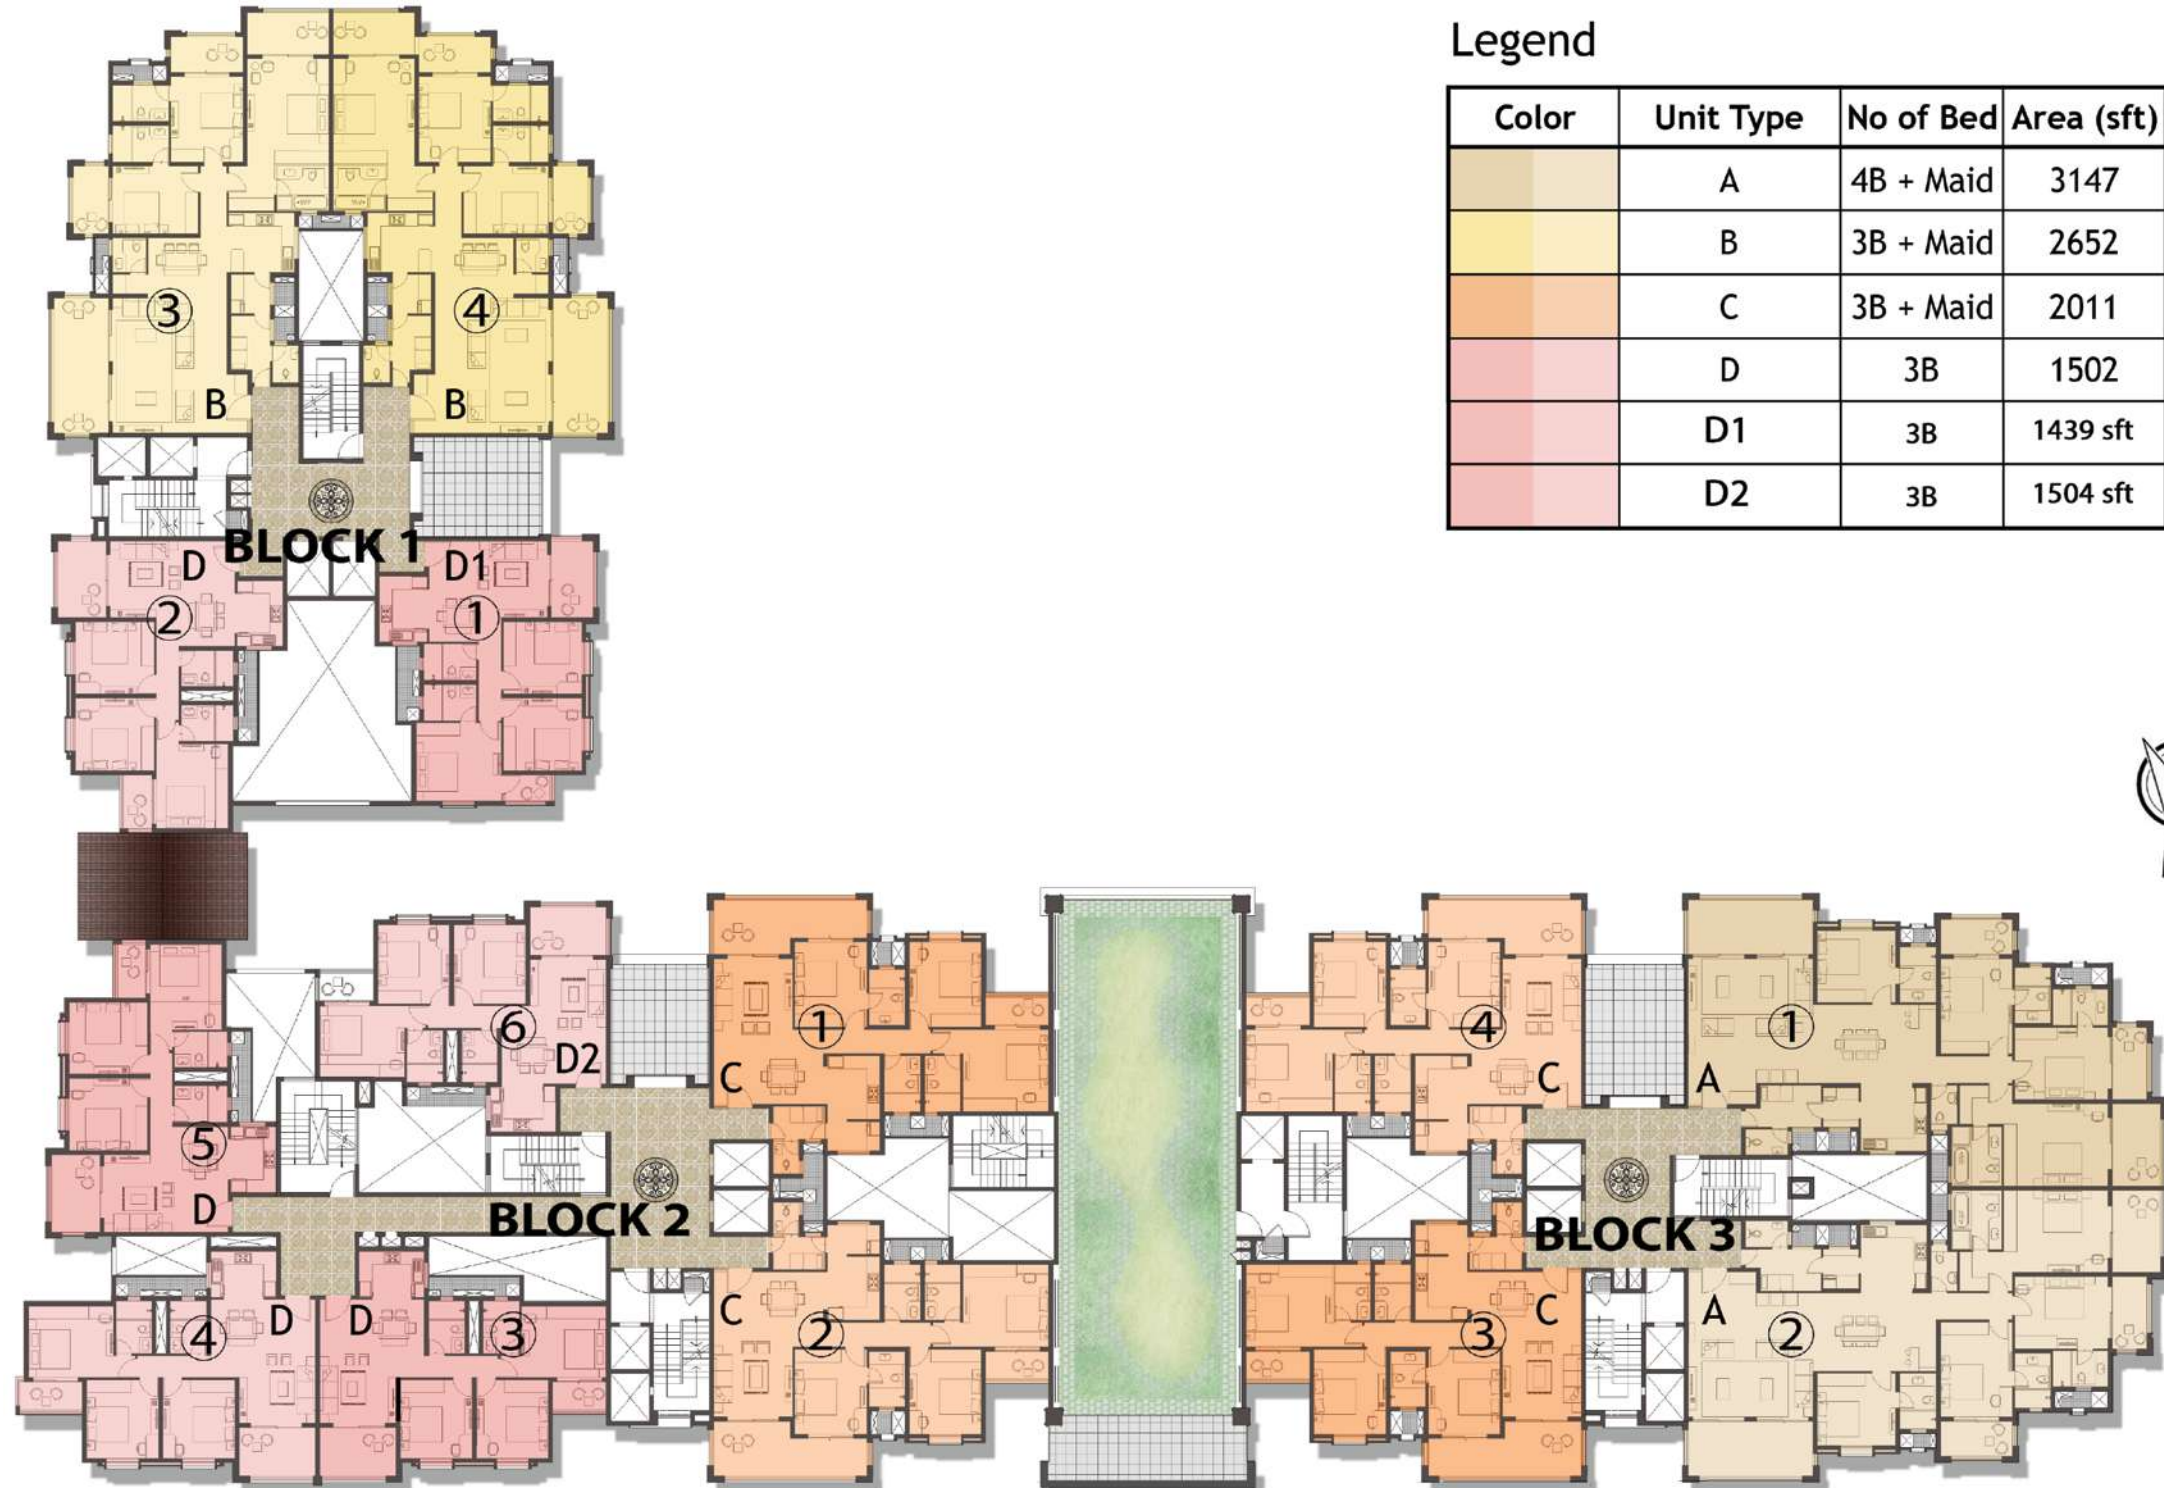 Legend
Color Unit Type No of Bed Area (sft)
A 4B + Maid 3147
B 3B + Maid 2652
C 3B + Maid 2011
D 3B 1502
D1 3B 1439 sft
D2 3B 1504 sft
3 4
B B
BLOCK 1
D D1
2 1
6 1 4 1
D2 C C A
5
D BLOCK 2 BLOCK 3
D D C C A
4 3 2 3 2